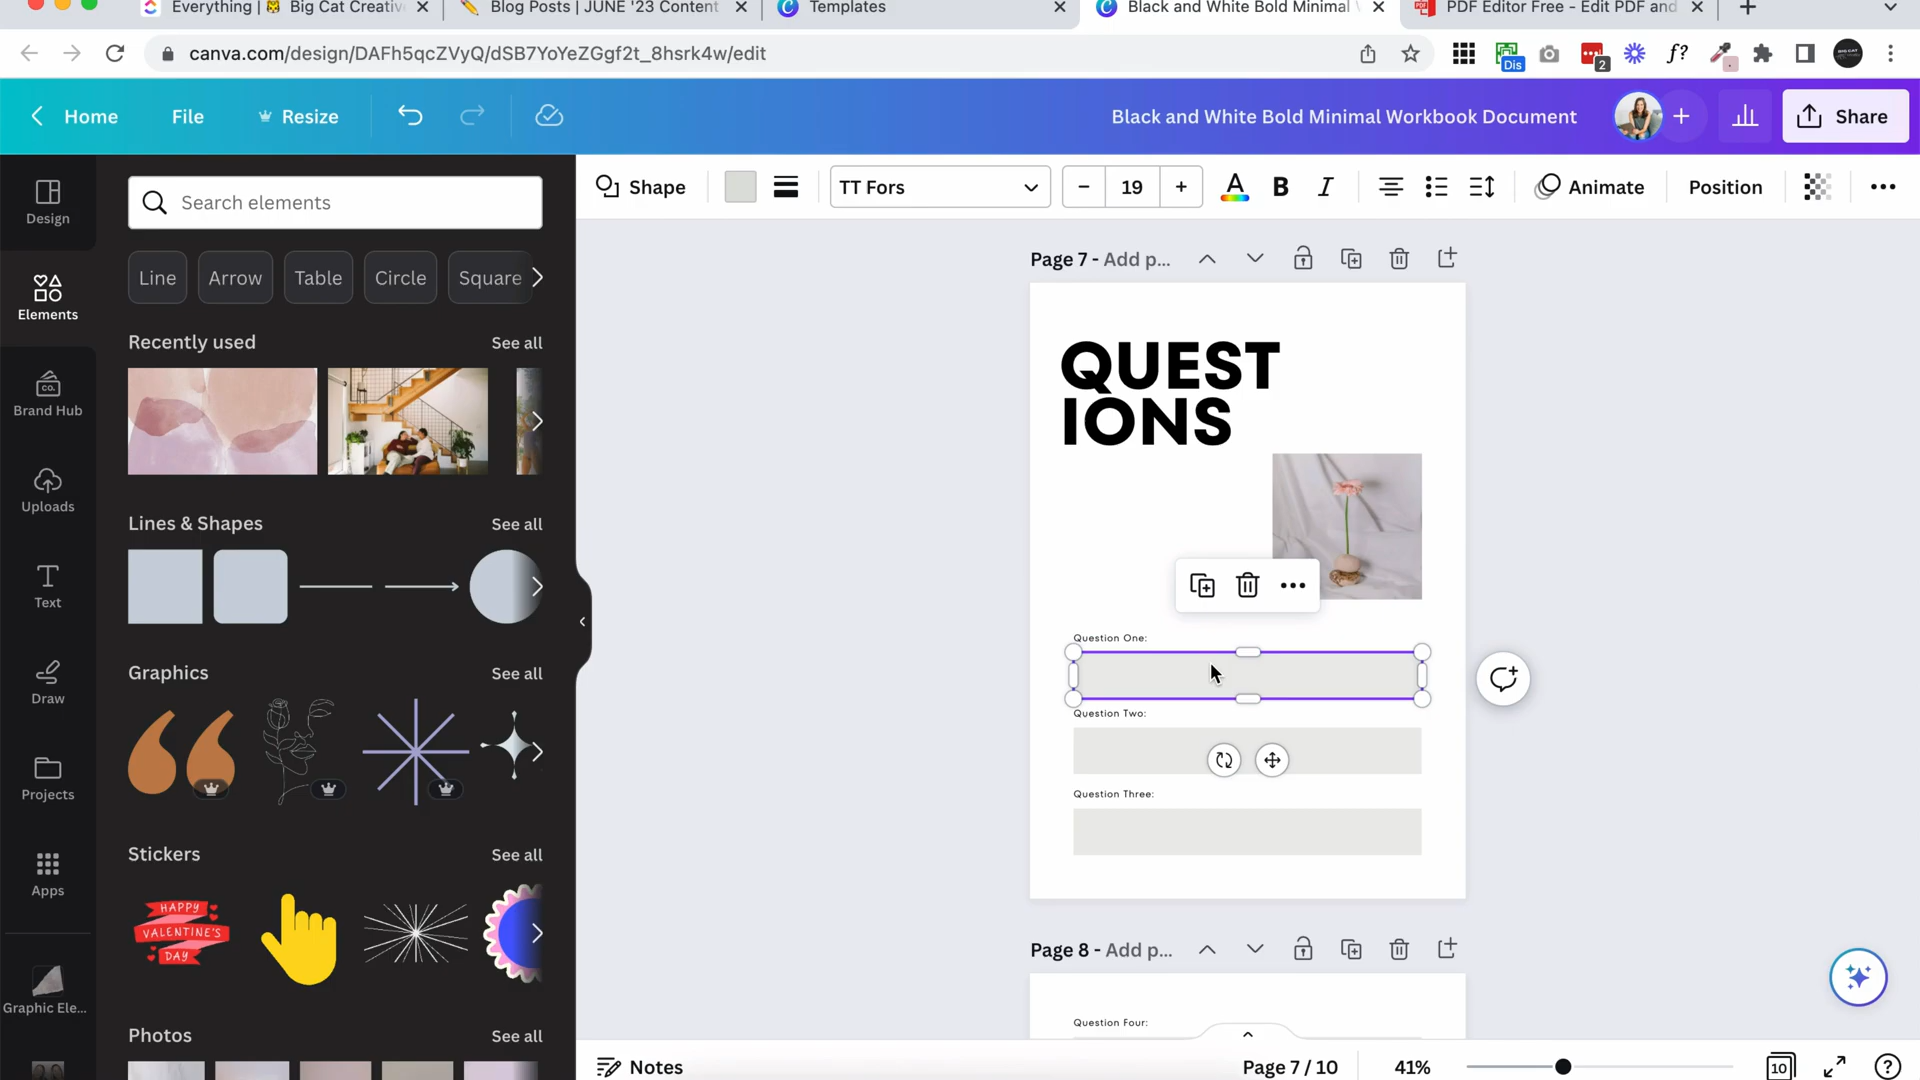 Everything | Big Cat Creativ
Blog Posts | JUNE '23 Content
Templates
Black and White Bold Minimal
PDF Editor Free - Edit PDF and
canva.com/design/DAFh5qcZVyQ/dSB7YoYeZGgf2t_8hsrk4w/edit
Dis
2
f?
Home
File
Resize
Black and White Bold Minimal Workbook Document
Share
Design
Elements
Brand Hub
CO.
Uploads
Text
Draw
Projects
Apps
Graphic Ele...
Search elements
Line
Arrow
Table
Circle
Square
Recently used
See all
Lines & Shapes
See all
Graphics
See all
Stickers
See all
HAPPY
VALENTINE'S
DAY
Photos
See all
Shape
TT Fors
19
A
B
I
Animate
Position
Page 7 - Add p...
QUEST
IONS
Question One:
Question Two:
Question Three:
Page 8 - Add p...
Question Four:
Notes
Page 7 / 10
41%
10